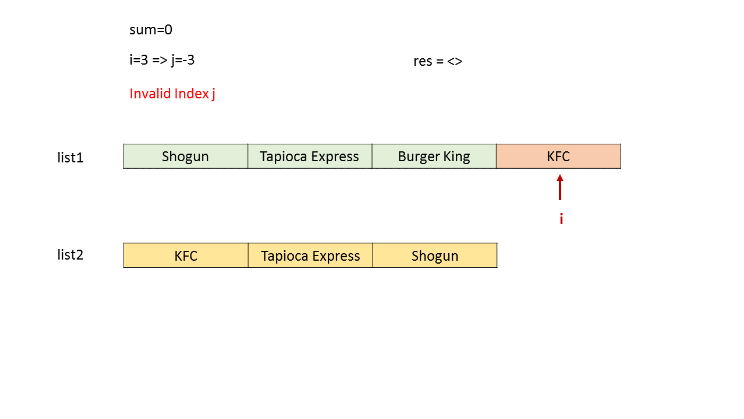 sum=0
i=3 => j=-3
res = <>
Invalid Index j
list1 Shogun Tapioca Express Burger King KFC
i
list2 KFC Tapioca Express Shogun